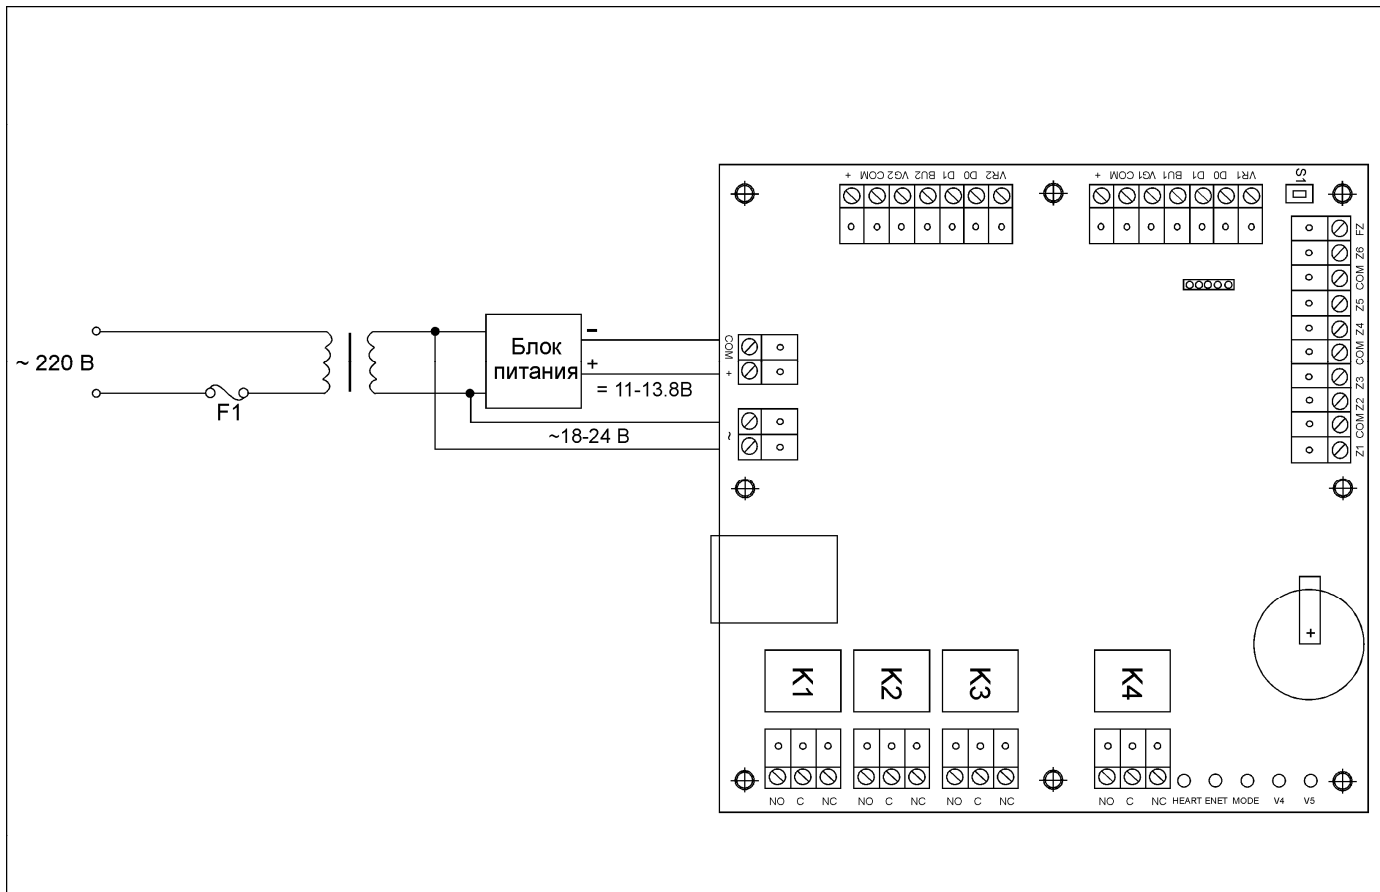 + COM VG2 BU2 D1 D0 VR2
+ COM VG1 BU1 D1 D0 VR1
S1
FZ
Z6
COM
Z5
Z4
COM
Z3
Z2
COM
Z1
~ 220 В
F1
Блок
питания
−
+
= 11-13.8В
~18-24 В
COM
+
~
+
K1 K2 K3 K4
NO C NC NO C NC NO C NC NO C NC HEART ENET MODE V4 V5